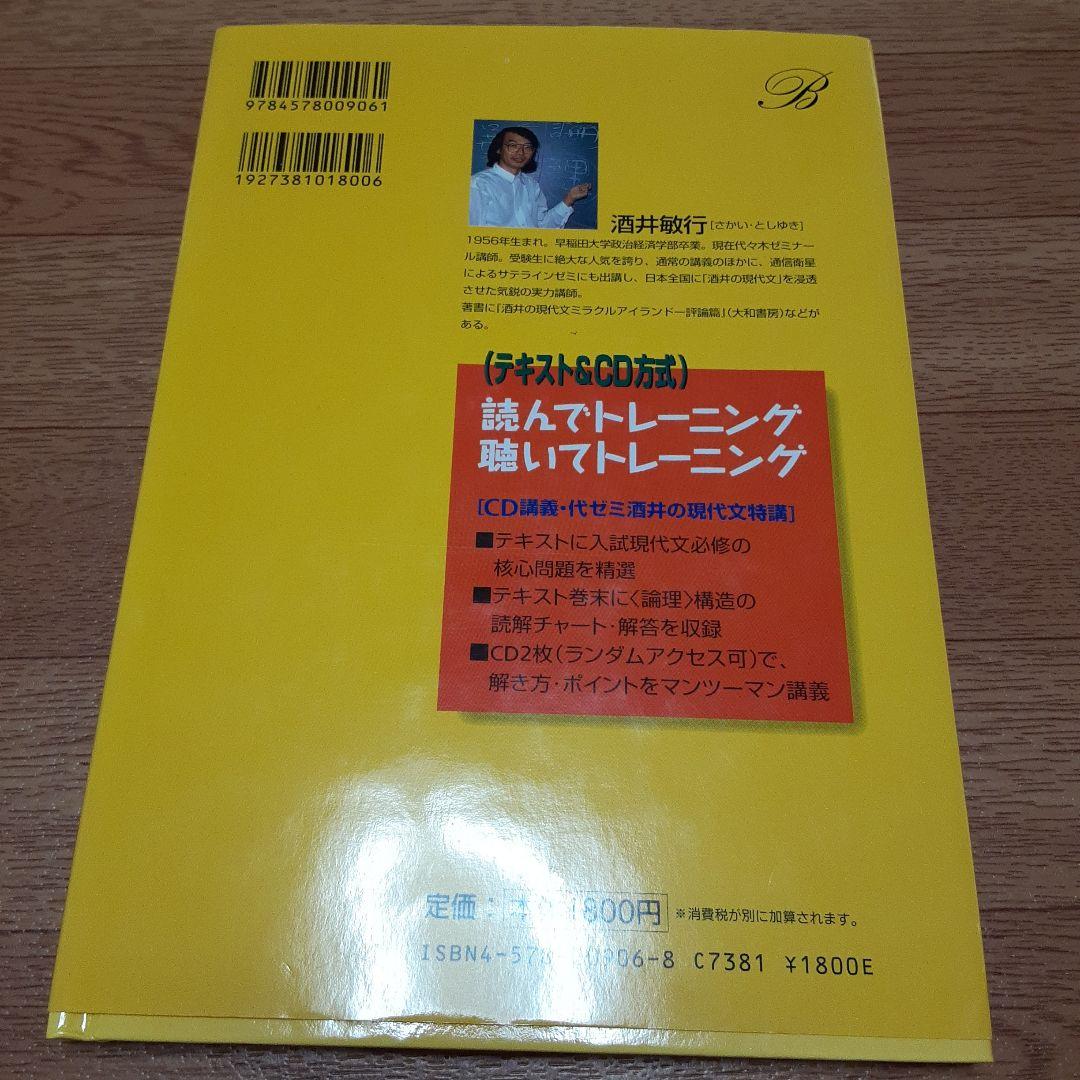 9784578009061
1927381018006
B
酒井敏行[さかい・としゆき]
1956年生まれ。早稲田大学政治経済学部卒業。現在代々木ゼミナー
ル講師。受験生に絶大な人気を誇り、通常の講義のほかに、通信衛星
によるサテラインゼミにも出講し、日本全国に「酒井の現代文」を浸透
させた気鋭の実力講師。
著書に『酒井の現代文ミラクルアイランドー評論篇』(大和書房)などが
ある。
(テキスト&CD方式)
読んでトレーニング
聴いてトレーニング
[CD講義・代ゼミ酒井の現代文特講]
■テキストに入試現代文必修の
核心問題を精選
■テキスト巻末に〈論理〉構造の
読解チャート・解答を収録
■CD2枚(ランダムアクセス可)で、
解き方・ポイントをマンツーマン講義
定価: 1800円 ※消費税が別に加算されます。
ISBN4-578 906-8 C7381 ¥1800E